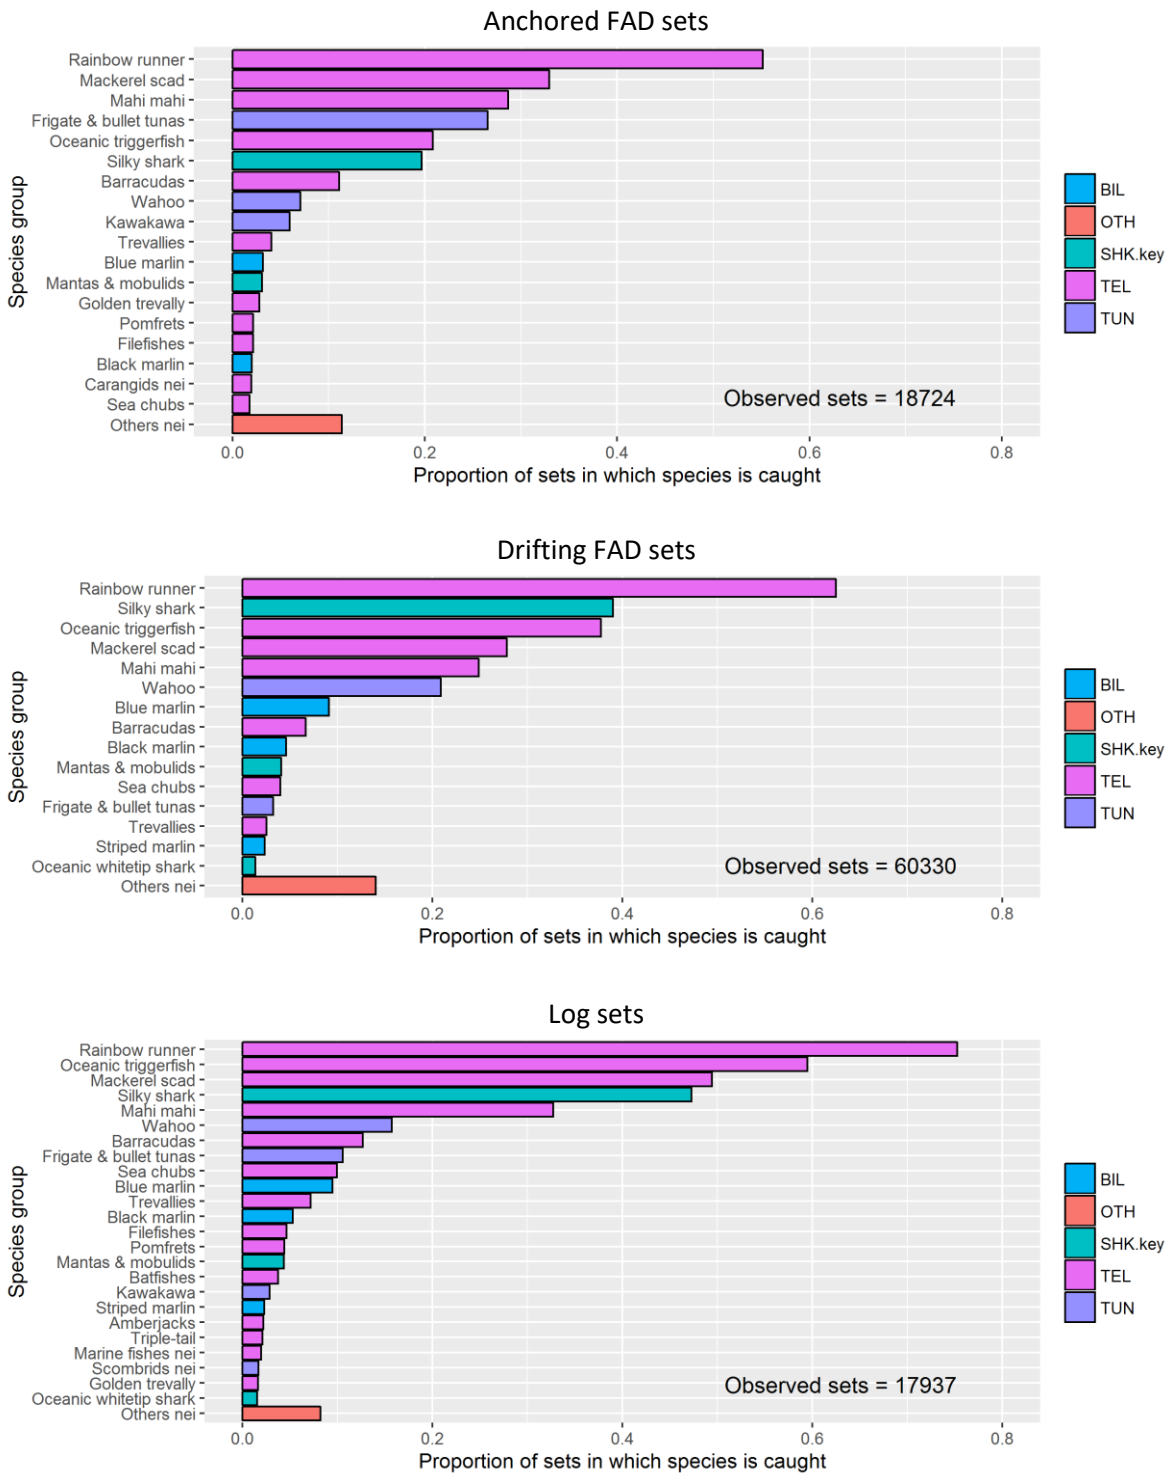 Anchored FAD sets
Species group
Rainbow runner
Mackerel scad
Mahi mahi
Frigate & bullet tunas
Oceanic triggerfish
Silky shark
Barracudas
Wahoo
Kawakawa
Trevallies
Blue marlin
Mantas & mobulids
Golden trevally
Pomfrets
Filefishes
Black marlin
Carangids nei
Sea chubs
Others nei
Observed sets = 18724
0.0 0.2 0.4 0.6 0.8
Proportion of sets in which species is caught
BIL
OTH
SHK.key
TEL
TUN
Drifting FAD sets
Species group
Rainbow runner
Silky shark
Oceanic triggerfish
Mackerel scad
Mahi mahi
Wahoo
Blue marlin
Barracudas
Black marlin
Mantas & mobulids
Sea chubs
Frigate & bullet tunas
Trevallies
Striped marlin
Oceanic whitetip shark
Others nei
Observed sets = 60330
0.0 0.2 0.4 0.6 0.8
Proportion of sets in which species is caught
BIL
OTH
SHK.key
TEL
TUN
Log sets
Species group
Rainbow runner
Oceanic triggerfish
Mackerel scad
Silky shark
Mahi mahi
Wahoo
Barracudas
Frigate & bullet tunas
Sea chubs
Blue marlin
Trevallies
Black marlin
Filefishes
Pomfrets
Mantas & mobulids
Batfishes
Kawakawa
Striped marlin
Amberjacks
Triple-tail
Marine fishes nei
Scombrids nei
Golden trevally
Oceanic whitetip shark
Others nei
Observed sets = 17937
0.0 0.2 0.4 0.6 0.8
Proportion of sets in which species is caught
BIL
OTH
SHK.key
TEL
TUN